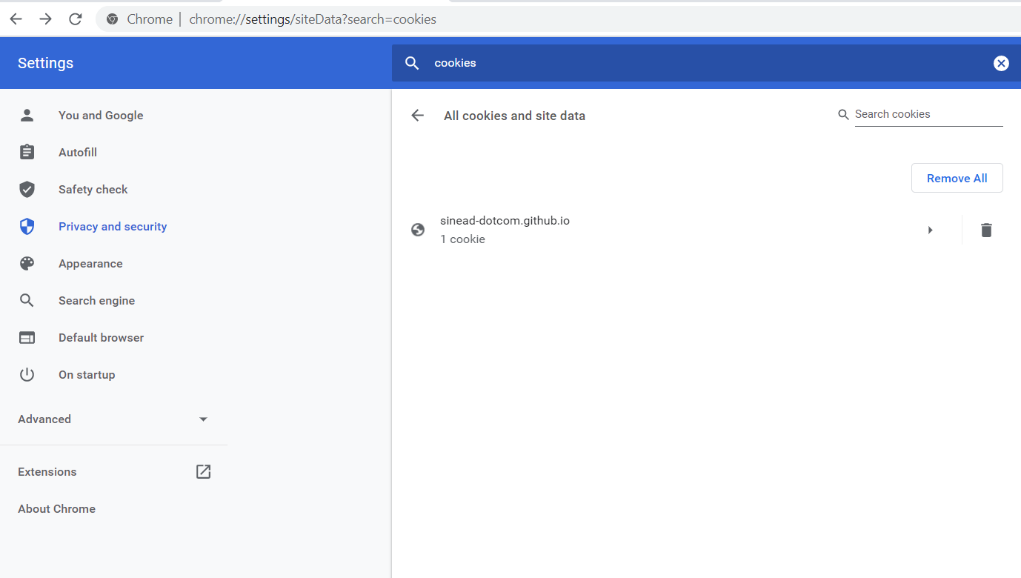 Chrome | chrome://settings/siteData?search=cookies
Settings
cookies
You and Google
Autofill
Safety check
Privacy and security
Appearance
Search engine
Default browser
On startup
Advanced
Extensions
About Chrome
All cookies and site data
Search cookies
Remove All
sinead-dotcom.github.io
1 cookie